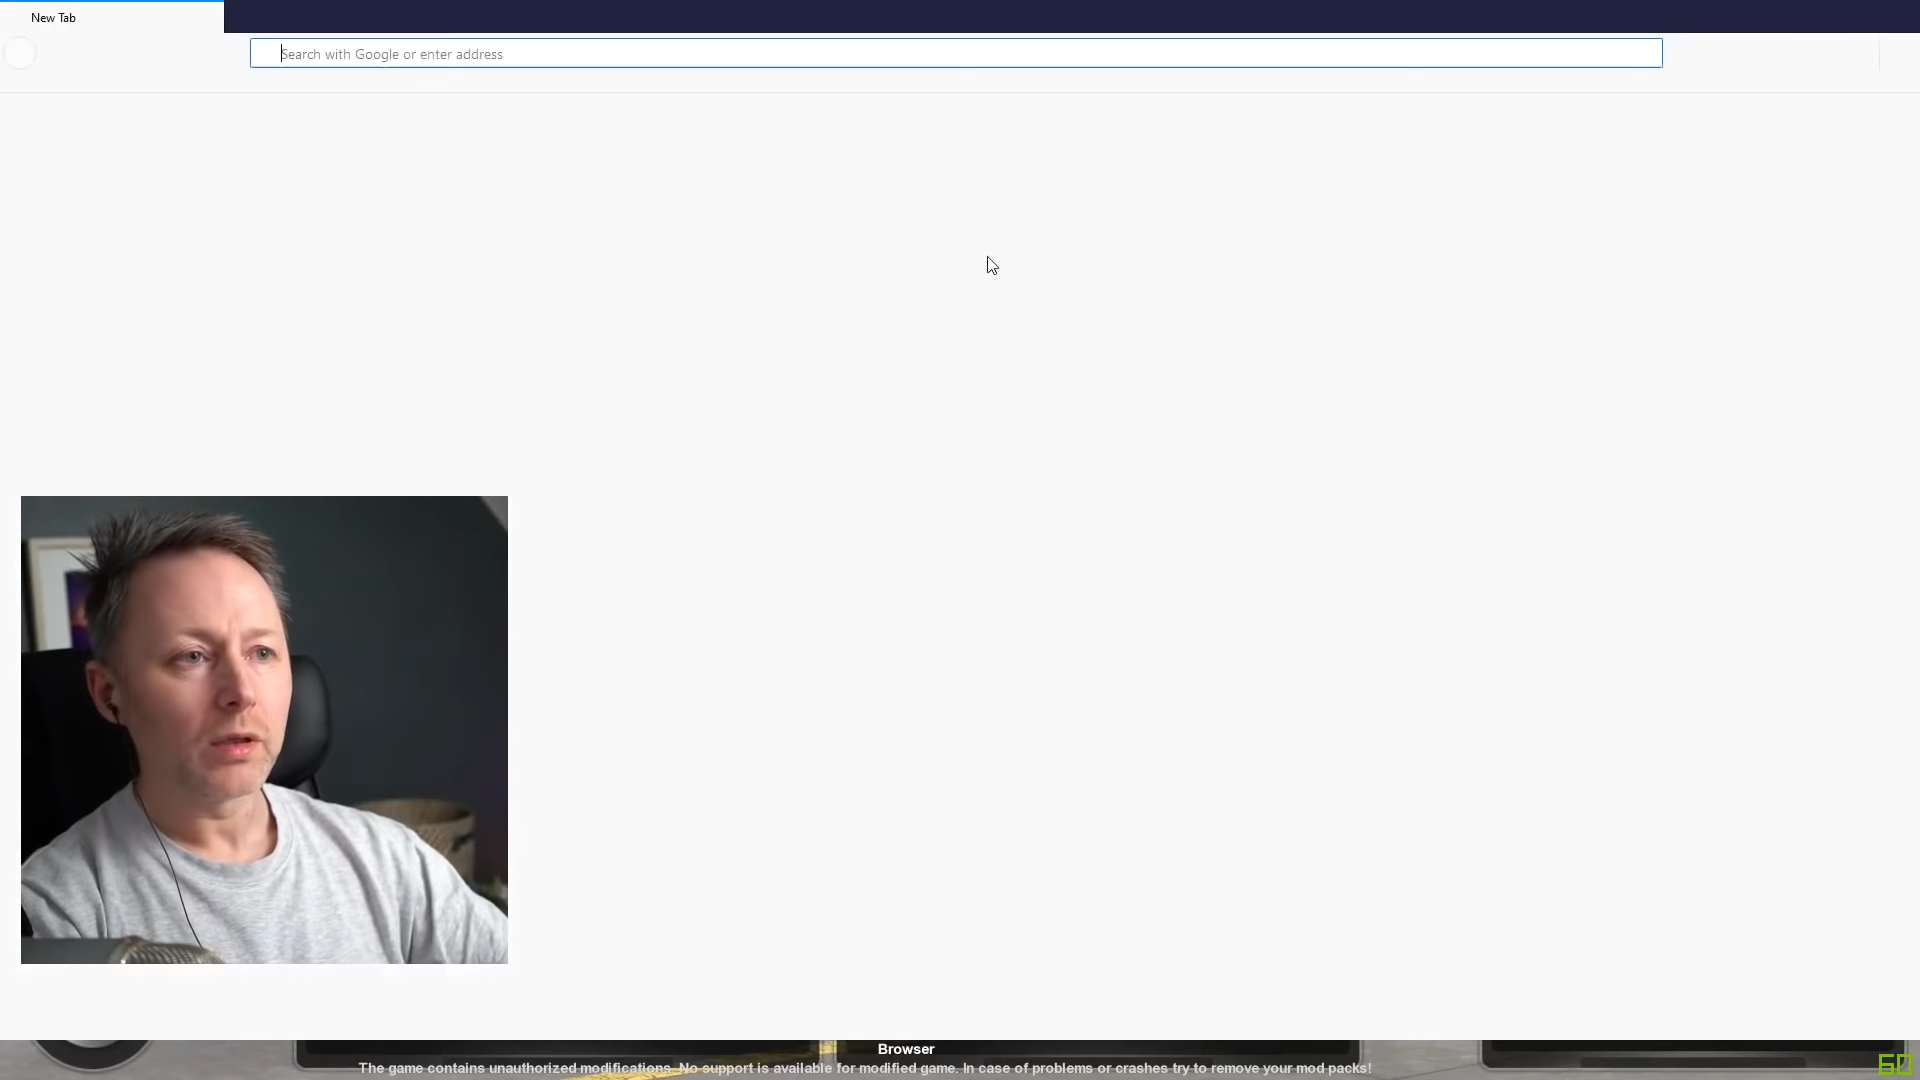 New Tab
Search with Google or enter address
Browser
The game contains unauthorized modifications. No support is available for modified game. In case of problems or crashes try to remove your mod packs!
60